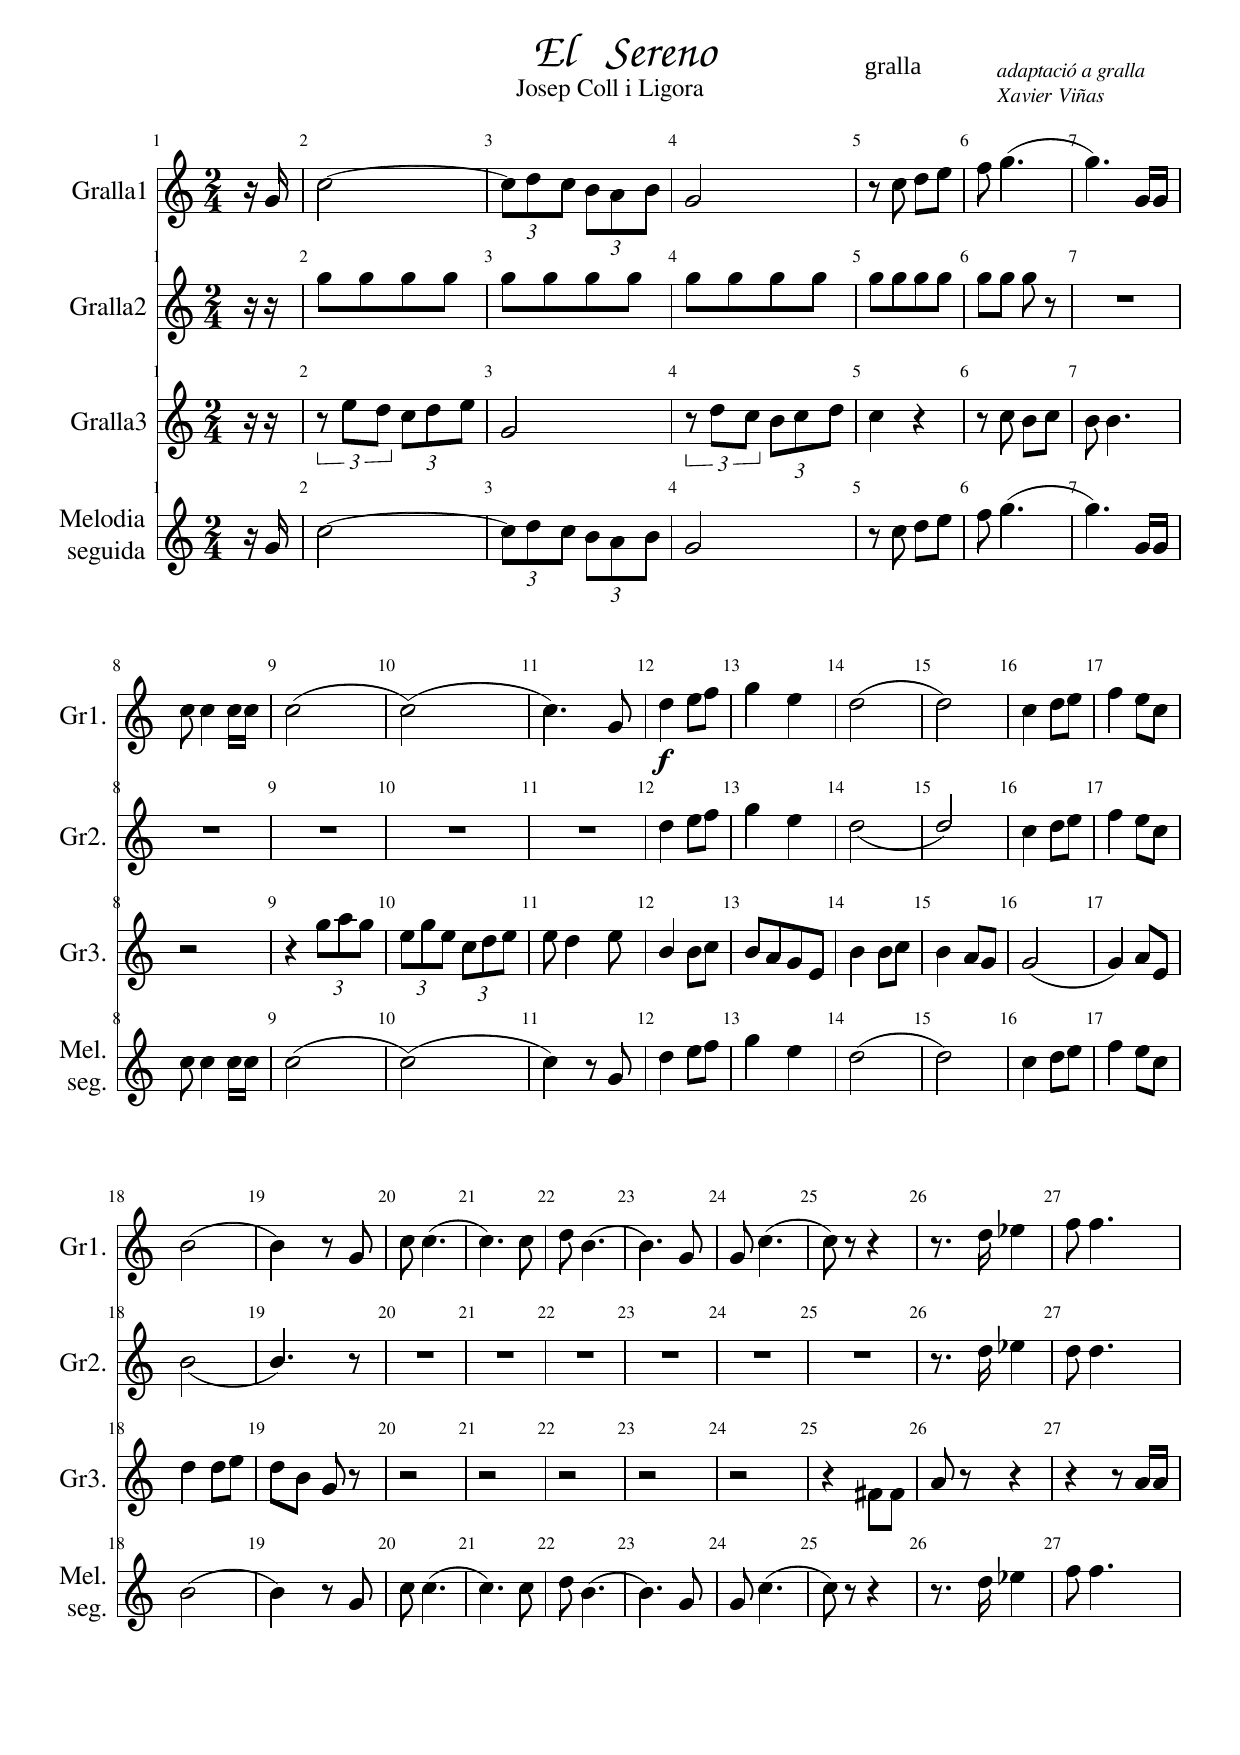 El Sereno
Josep Coll i Ligora
gralla
adaptació a gralla
Xavier Viñas
1 2 3 4 5 6 7
Gralla1
3 3
1 2 3 4 5 6 7
Gralla2
1 2 3 4 5 6 7
Gralla3
3 3 3 3
1 2 3 4 5 6 7
Melodia
seguida
3 3
8 9 10 11 12 13 14 15 16 17
Gr1.
f
8 9 10 11 12 13 14 15 16 17
Gr2.
8 9 10 11 12 13 14 15 16 17
Gr3.
3 3 3
8 9 10 11 12 13 14 15 16 17
Mel.
seg.
18 19 20 21 22 23 24 25 26 27
Gr1.
18 19 20 21 22 23 24 25 26 27
Gr2.
18 19 20 21 22 23 24 25 26 27
Gr3.
18 19 20 21 22 23 24 25 26 27
Mel.
seg.